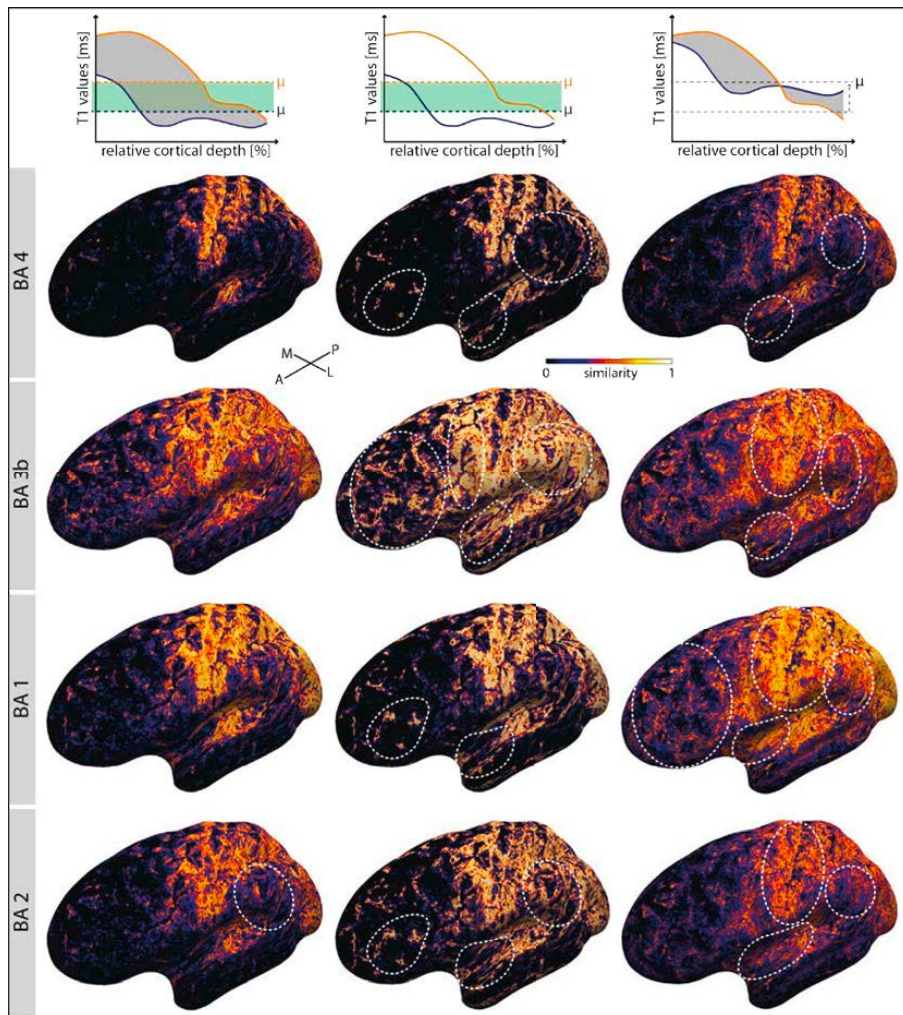 T1 values [ms]
μ
μ
relative cortical depth [%]
T1 values [ms]
μ
μ
relative cortical depth [%]
T1 values [ms]
μ
relative cortical depth [%]
BA 4
M P
A L
0 similarity 1
BA 3b
BA 1
BA 2